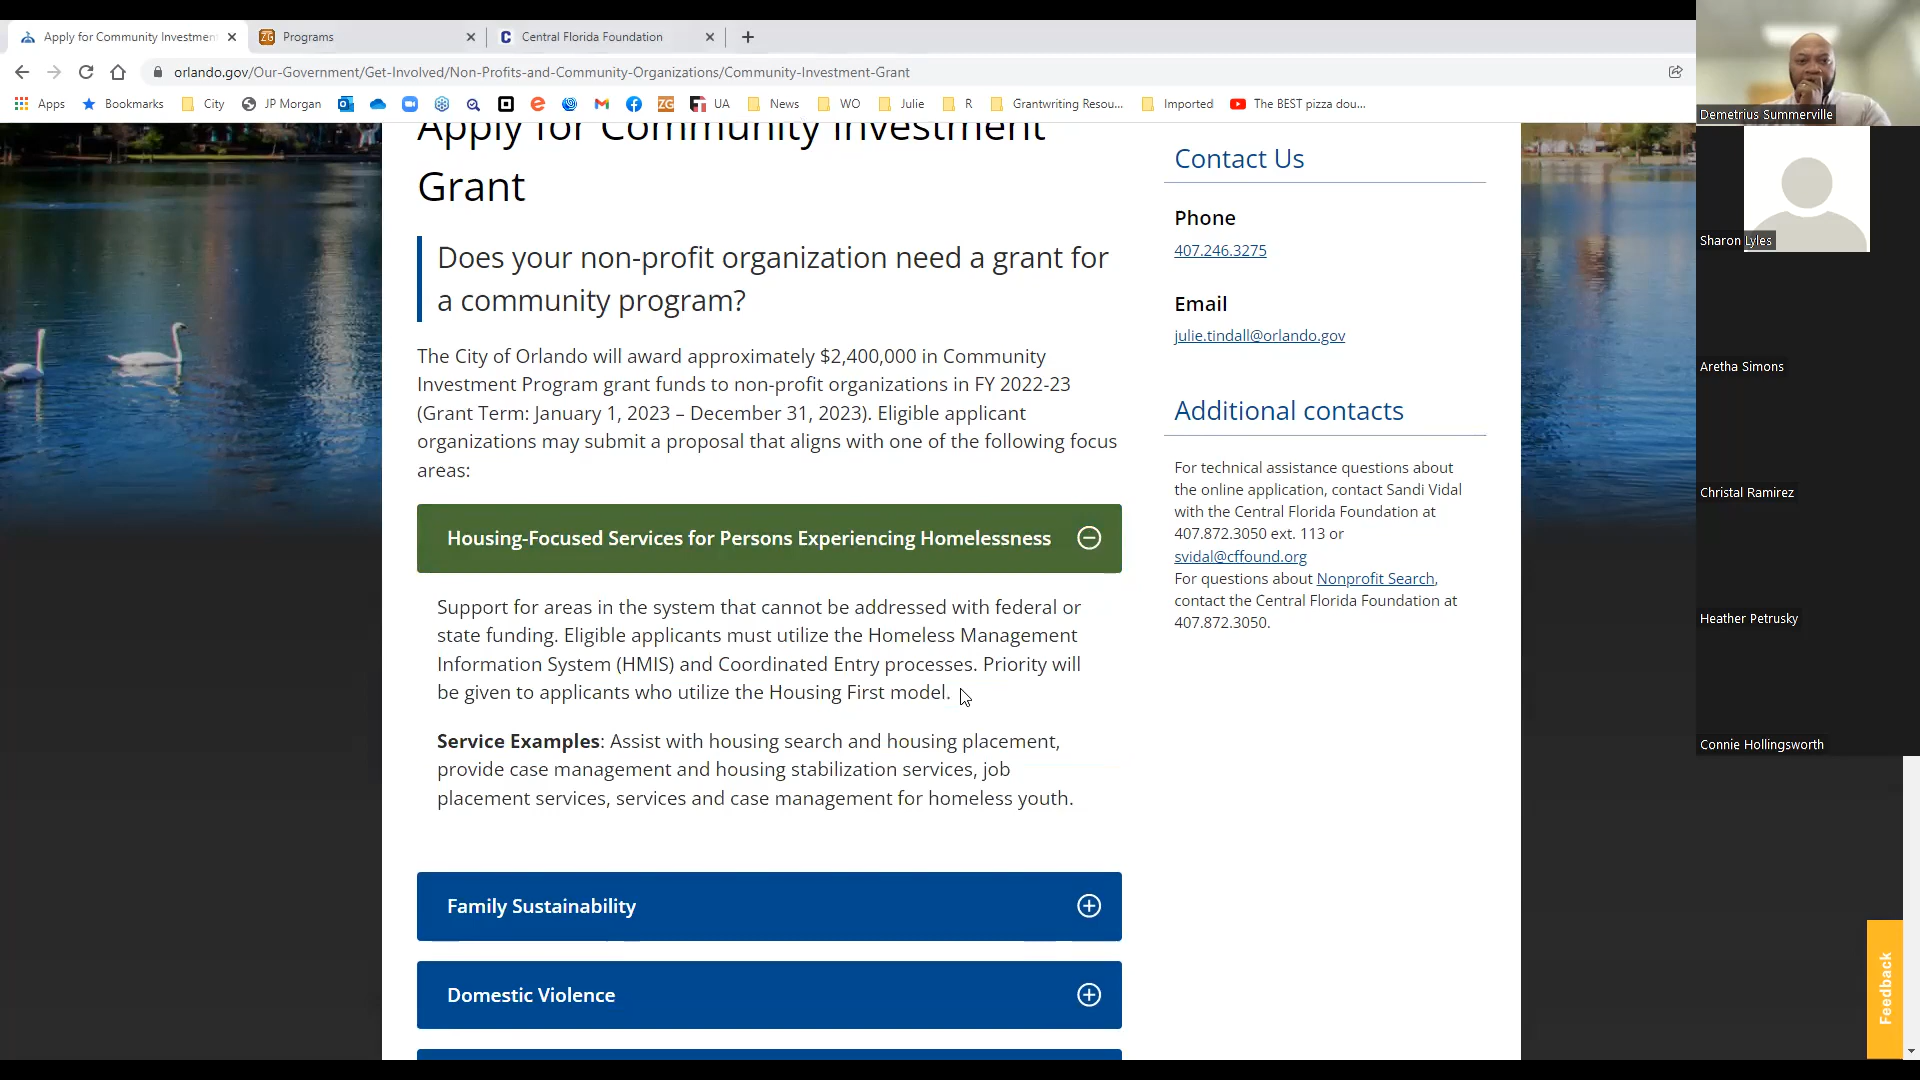 Apply for Community Investment
Programs
Central Florida Foundation
orlando.gov/Our-Government/Get-Involved/Non-Profits-and-Community-Organizations/Community-Investment-Grant
Apps
Bookmarks
City
JP Morgan
UA
News
WO
Julie
R
Grantwriting Resou...
Imported
The BEST pizza dou...
Apply for Community Investment
Grant
Does your non-profit organization need a grant for
a community program?
The City of Orlando will award approximately $2,400,000 in Community
Investment Program grant funds to non-profit organizations in FY 2022-23
(Grant Term: January 1, 2023 – December 31, 2023). Eligible applicant
organizations may submit a proposal that aligns with one of the following focus
areas:
Housing-Focused Services for Persons Experiencing Homelessness
Support for areas in the system that cannot be addressed with federal or
state funding. Eligible applicants must utilize the Homeless Management
Information System (HMIS) and Coordinated Entry processes. Priority will
be given to applicants who utilize the Housing First model.
Service Examples: Assist with housing search and housing placement,
provide case management and housing stabilization services, job
placement services, services and case management for homeless youth.
Family Sustainability
Domestic Violence
Contact Us
Phone
407.246.3275
Email
julie.tindall@orlando.gov
Additional contacts
For technical assistance questions about
the online application, contact Sandi Vidal
with the Central Florida Foundation at
407.872.3050 ext. 113 or
svidal@cffound.org
For questions about Nonprofit Search,
contact the Central Florida Foundation at
407.872.3050.
Feedback
Demetrius Summerville
Sharon Lyles
Aretha Simons
Christal Ramirez
Heather Petrusky
Connie Hollingsworth